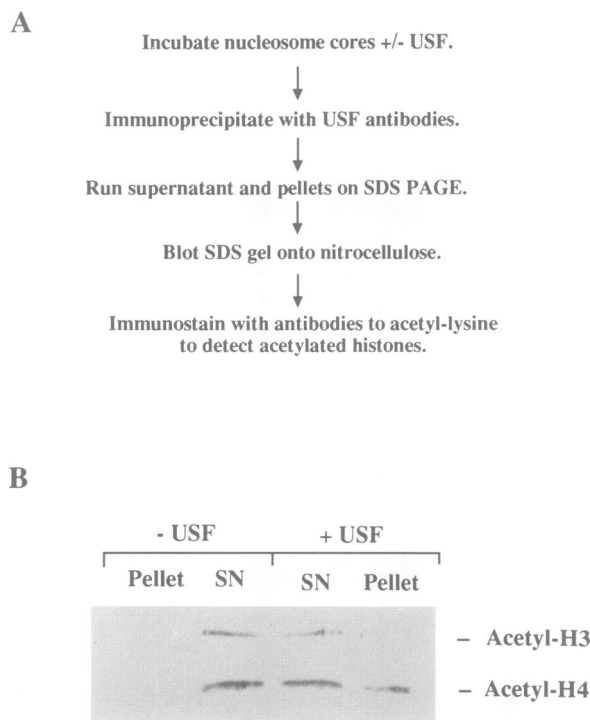 A
Incubate nucleosome cores +/- USF.
Immunoprecipitate with USF antibodies.
Run supernatant and pellets on SDS PAGE.
Blot SDS gel onto nitrocellulose.
Immunostain with antibodies to acetyl-lysine
to detect acetylated histones.
B
- USF + USF
Pellet SN SN Pellet
– Acetyl-H3
– Acetyl-H4